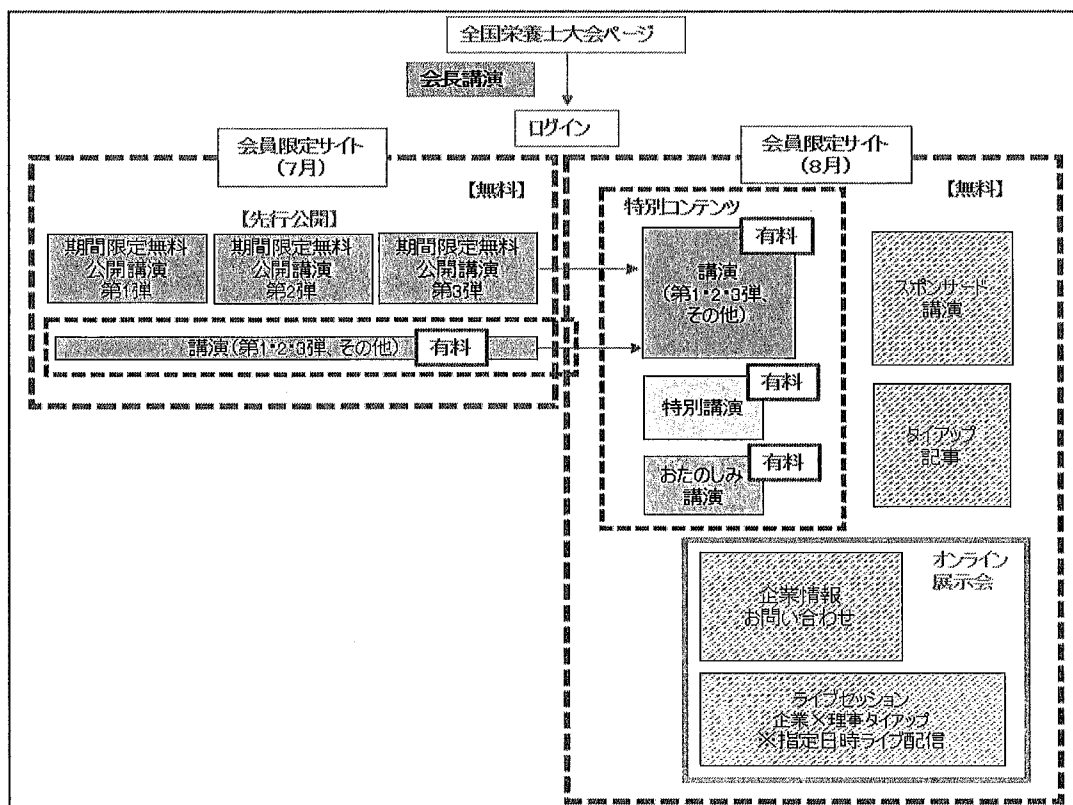 全国栄養士大会ページ
会長講演
ログイン
会員限定サイト
(7月)
【無料】
【先行公開】
期間限定無料
公開講演
第1弾
期間限定無料
公開講演
第2弾
期間限定無料
公開講演
第3弾
講演(第1・2・3弾、その他)
有料
会員限定サイト
(8月)
【無料】
特別コンテンツ
有料
講演
(第1・2・3弾、
その他)
有料
特別講演
有料
おたのしみ
講演
スポンサード
講演
タイアップ
記事
オンライン
展示会
企業情報
お問い合わせ
ライブセッション
企業×理事タイアップ
※指定日時ライブ配信